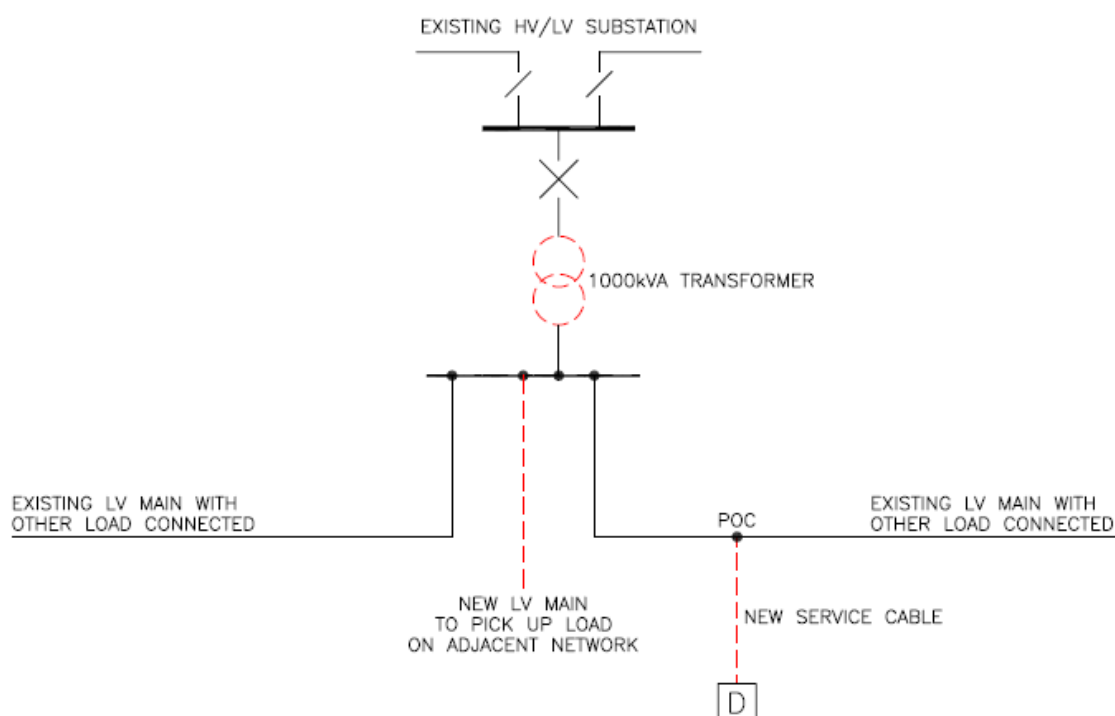 EXISTING HV/LV SUBSTATION
1000kVA TRANSFORMER
EXISTING LV MAIN WITH
OTHER LOAD CONNECTED
POC
EXISTING LV MAIN WITH
OTHER LOAD CONNECTED
NEW LV MAIN
TO PICK UP LOAD
ON ADJACENT NETWORK
NEW SERVICE CABLE
D